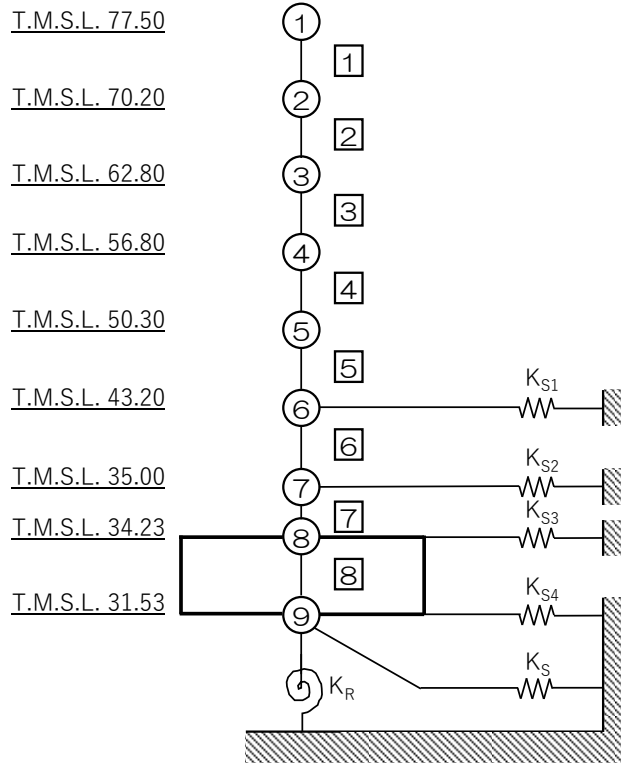 T.M.S.L. 77.50
1
1
T.M.S.L. 70.20
2
2
T.M.S.L. 62.80
3
3
T.M.S.L. 56.80
4
4
T.M.S.L. 50.30
5
5
KS1
T.M.S.L. 43.20
6
6
KS2
T.M.S.L. 35.00
7
KS3
7
T.M.S.L. 34.23
8
8
KS4
T.M.S.L. 31.53
9
KS
KR